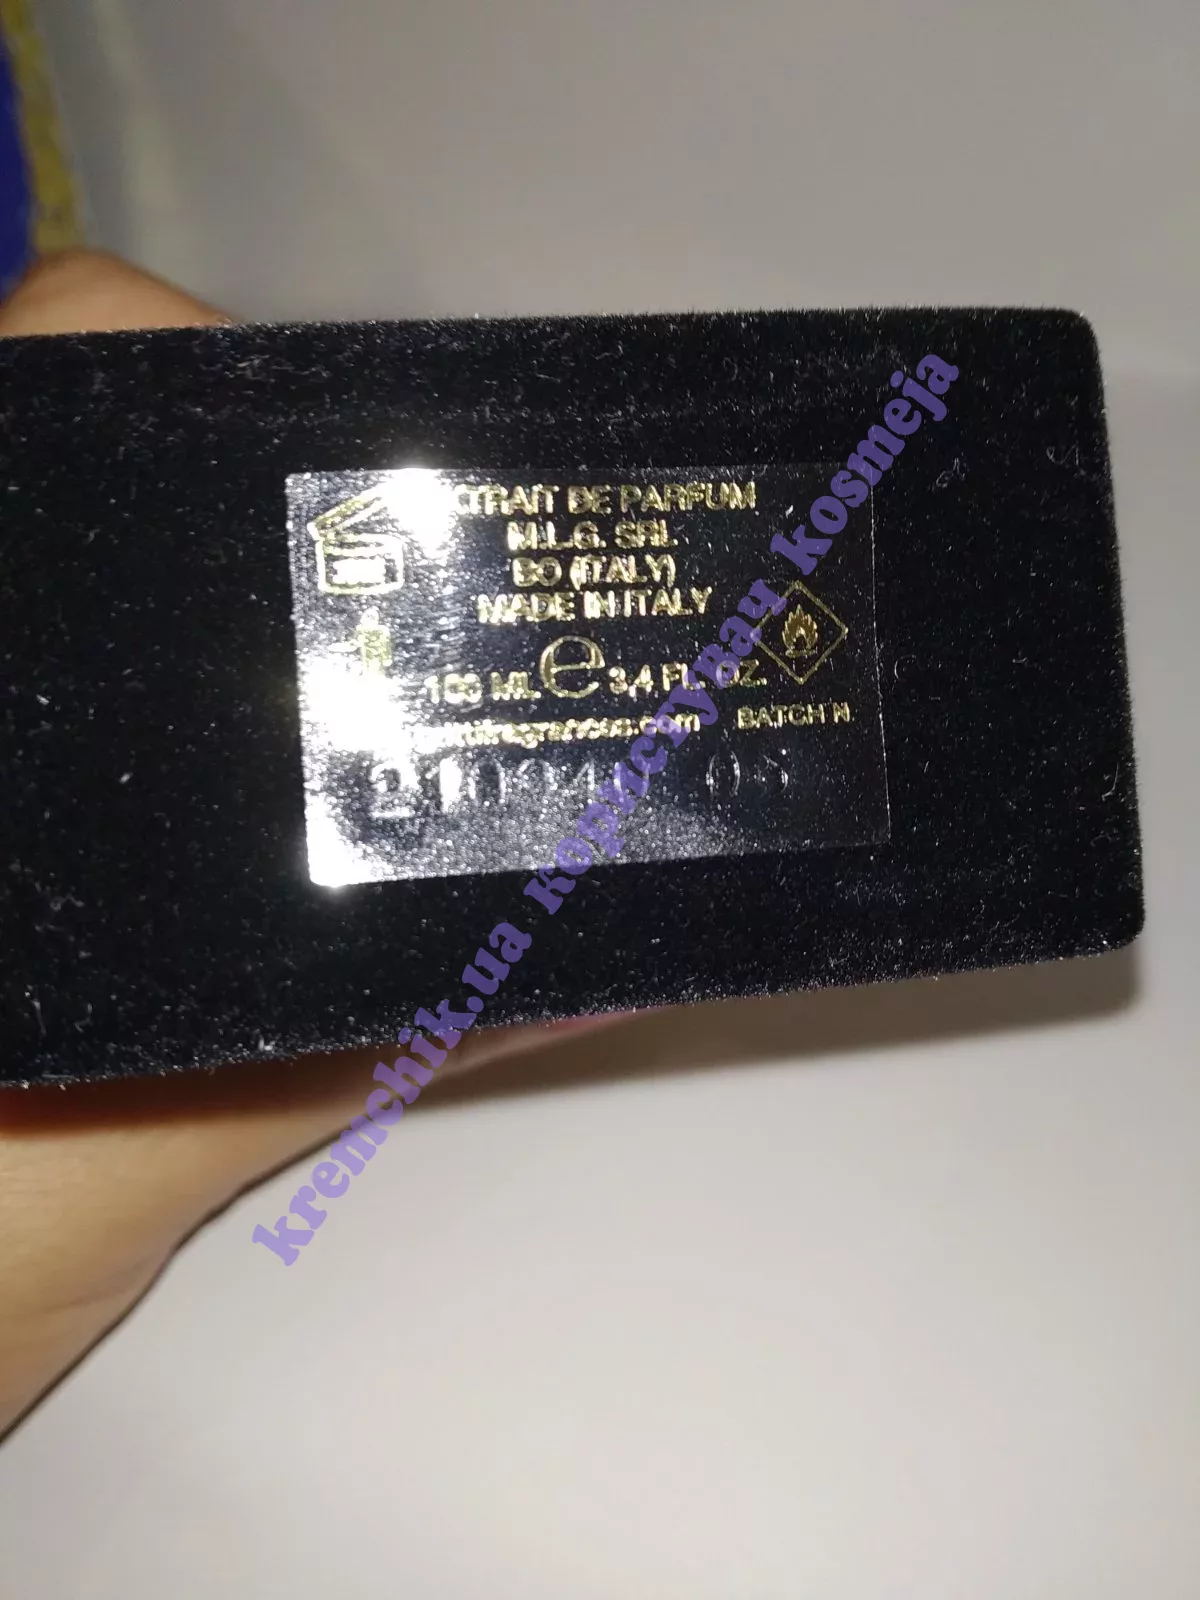 DE PARFUM
M.L.G. SRL
BO (ITALY)
MADE IN ITALY
100 ML e 3,4 FL. OZ.
BATCH N.
kremchik.ua користувач kosmeja